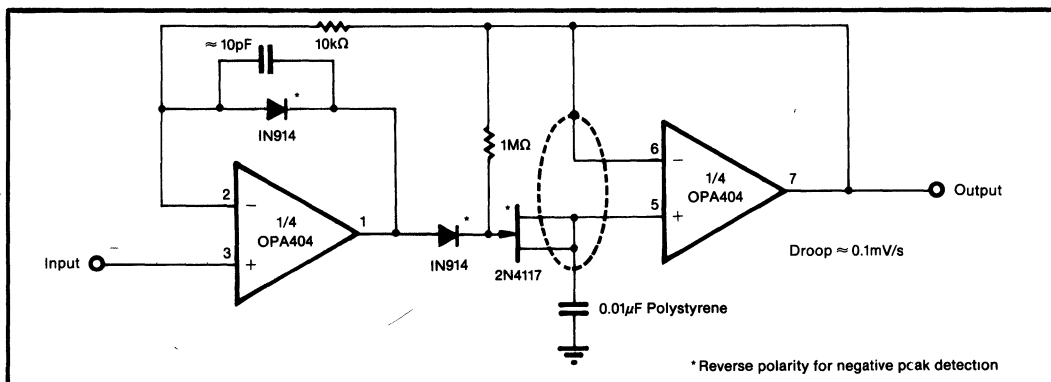 10kΩ
≈ 10pF
IN914
*
1MΩ
2
3
1/4
OPA404
1
Input
IN914
*
*
2N4117
6
5
1/4
OPA404
7
Output
Droop ≈ 0.1mV/s
0.01μF Polystyrene
*Reverse polarity for negative peak detection